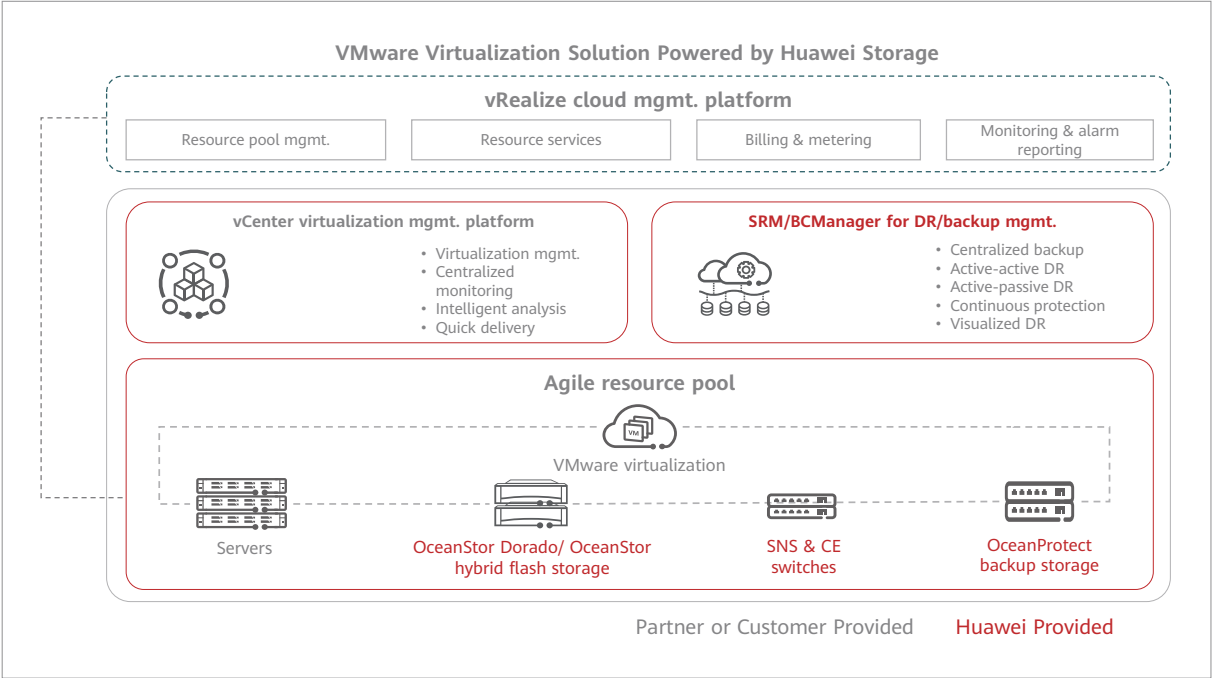 VMware Virtualization Solution Powered by Huawei Storage
vRealize cloud mgmt. platform
Resource pool mgmt.
Resource services
Billing & metering
Monitoring & alarm
reporting
vCenter virtualization mgmt. platform
• Virtualization mgmt.
• Centralized
monitoring
• Intelligent analysis
• Quick delivery
SRM/BCManager for DR/backup mgmt.
• Centralized backup
• Active-active DR
• Active-passive DR
• Continuous protection
• Visualized DR
Agile resource pool
VM
VMware virtualization
Servers
OceanStor Dorado/ OceanStor
hybrid flash storage
SNS & CE
switches
OceanProtect
backup storage
Partner or Customer Provided
Huawei Provided